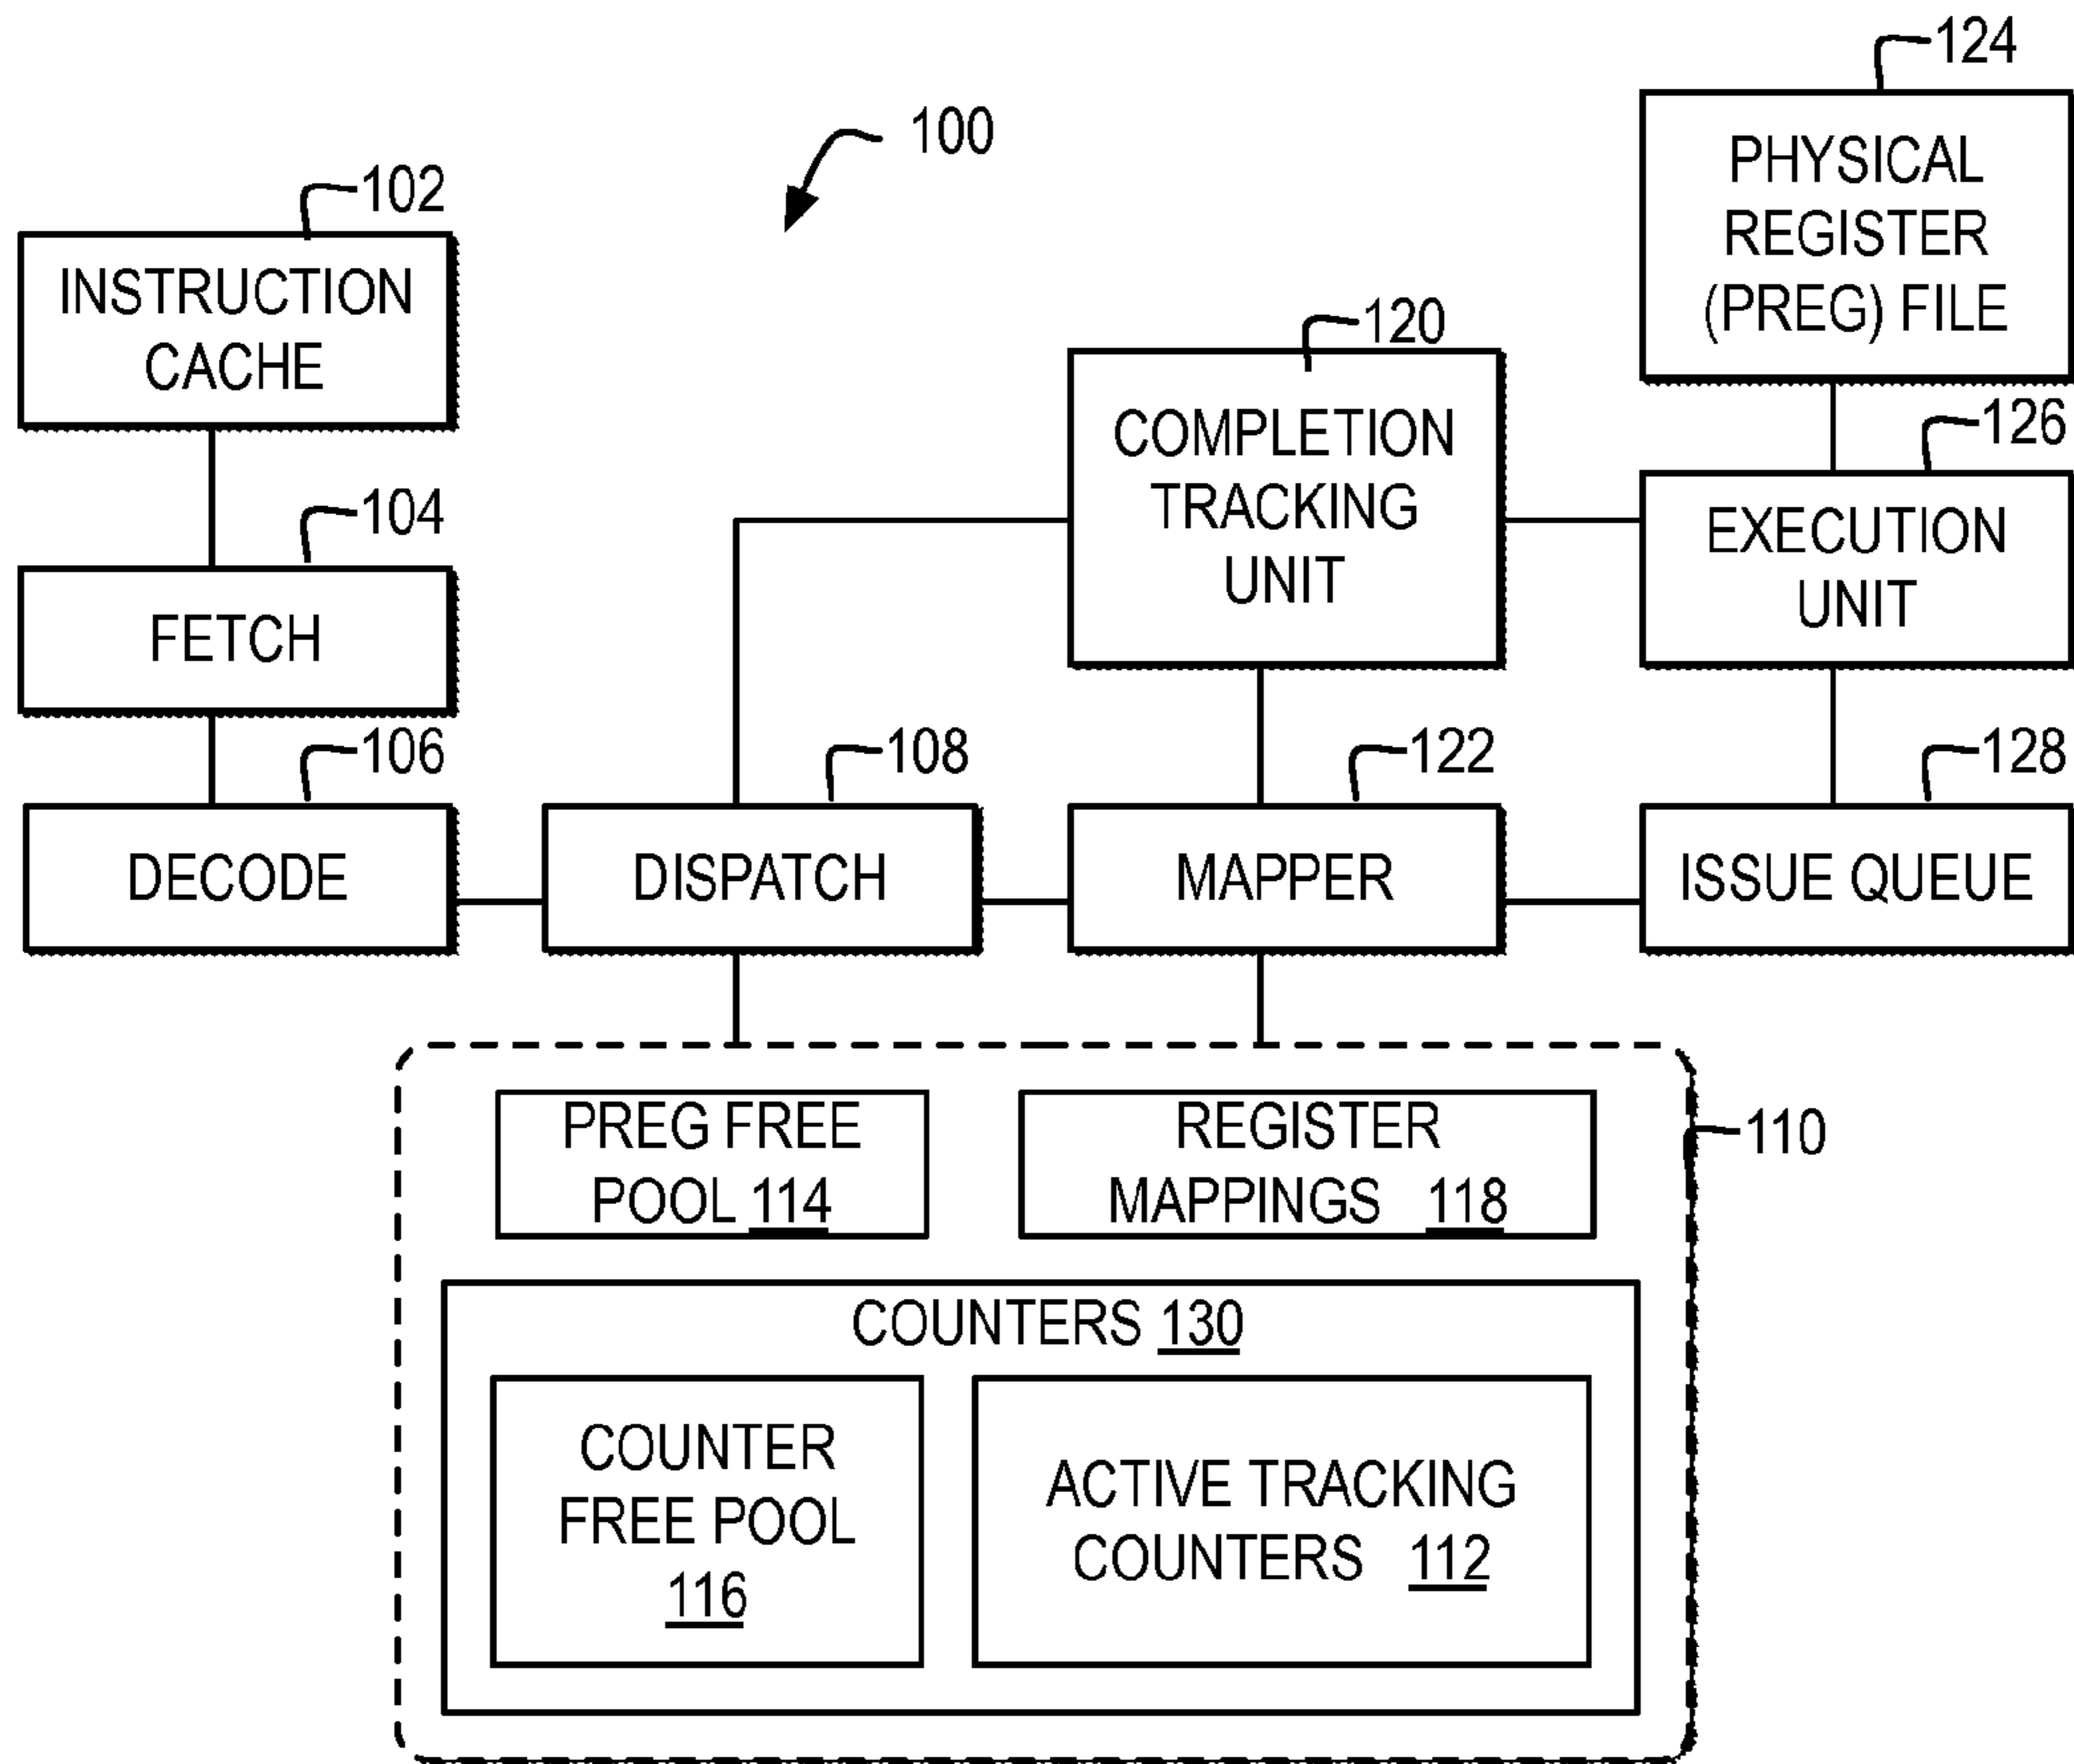 100
102
INSTRUCTION
CACHE
104
FETCH
106
DECODE
108
DISPATCH
120
COMPLETION
TRACKING
UNIT
122
MAPPER
124
PHYSICAL
REGISTER
(PREG) FILE
126
EXECUTION
UNIT
128
ISSUE QUEUE
110
PREG FREE
POOL 114
REGISTER
MAPPINGS 118
COUNTERS 130
COUNTER
FREE POOL
116
ACTIVE TRACKING
COUNTERS 112